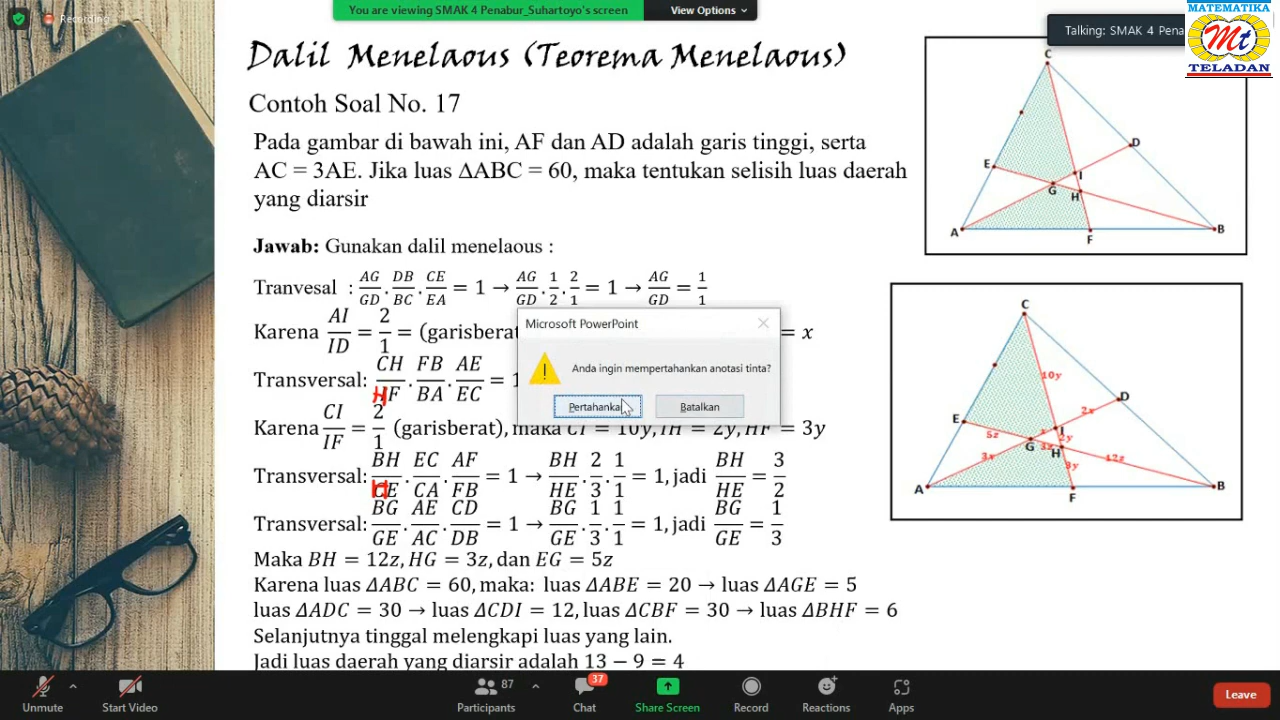 Recording
You are viewing SMAK 4 Penabur_Suhartoyo's screen
View Options
Talking: SMAK 4 Pena
MATEMATIKA
Mt
TELADAN
Dalil Menelaous (Teorema Menelaous)
Contoh Soal No. 17
Pada gambar di bawah ini, AF dan AD adalah garis tinggi, serta
AC = 3AE. Jika luas ΔABC = 60, maka tentukan selisih luas daerah
yang diarsir
Jawab: Gunakan dalil menelaous :
Tranvesal : AG/GD . DB/BC . CE/EA = 1 → AG/GD . 1/2 . 2/1 = 1 → AG/GD = 1/1
Karena AI/ID = 2/1 = (garisberat = x
Transversal: CH/HF . FB/BA . AE/EC = 1
Karena CI/IF = 2/1 (garisberat), maka CI = 10y, IH = 2y, HF = 3y
Transversal: BH/HE . EC/CA . AF/FB = 1 → BH/HE . 2/3 . 1/1 = 1, jadi BH/HE = 3/2
Transversal: BG/GE . AE/AC . CD/DB = 1 → BG/GE . 1/3 . 1/1 = 1, jadi BG/GE = 1/3
Maka BH = 12z, HG = 3z, dan EG = 5z
Karena luas ΔABC = 60, maka: luas ΔABE = 20 → luas ΔAGE = 5
luas ΔADC = 30 → luas ΔCDI = 12, luas ΔCBF = 30 → luas ΔBHF = 6
Selanjutnya tinggal melengkapi luas yang lain.
Jadi luas daerah yang diarsir adalah 13 − 9 = 4
Microsoft PowerPoint
Anda ingin mempertahankan anotasi tinta?
Pertahankan
Batalkan
C
D
E
I
G
H
A
F
B
C
10y
D
E
2x
x
I
5z
2y
G
3z
H
3x
3y
12z
A
F
B
Unmute
Start Video
87
Participants
37
Chat
Share Screen
Record
Reactions
Apps
Leave